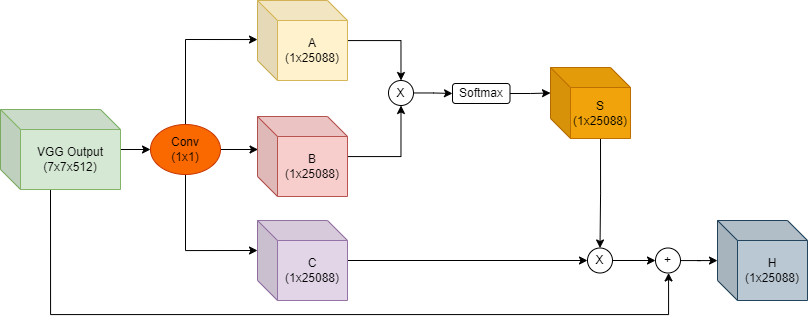 A
(1x25088)
X
Softmax
S
(1x25088)
VGG Output
(7x7x512)
Conv
(1x1)
B
(1x25088)
C
(1x25088)
X
+
H
(1x25088)